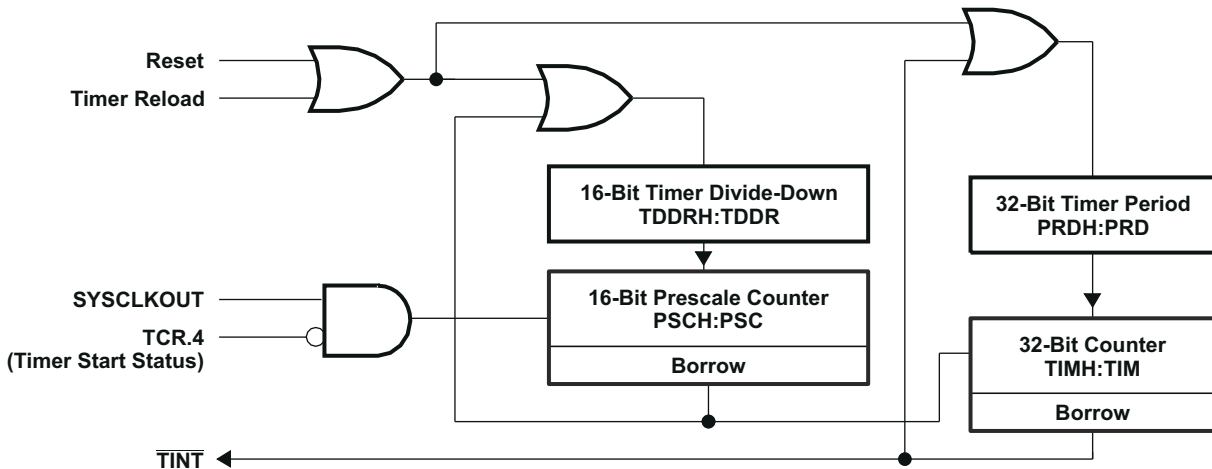 Reset
Timer Reload
16-Bit Timer Divide-Down
TDDRH:TDDR
32-Bit Timer Period
PRDH:PRD
SYSCLKOUT
TCR.4
(Timer Start Status)
16-Bit Prescale Counter
PSCH:PSC
Borrow
32-Bit Counter
TIMH:TIM
Borrow
TINT